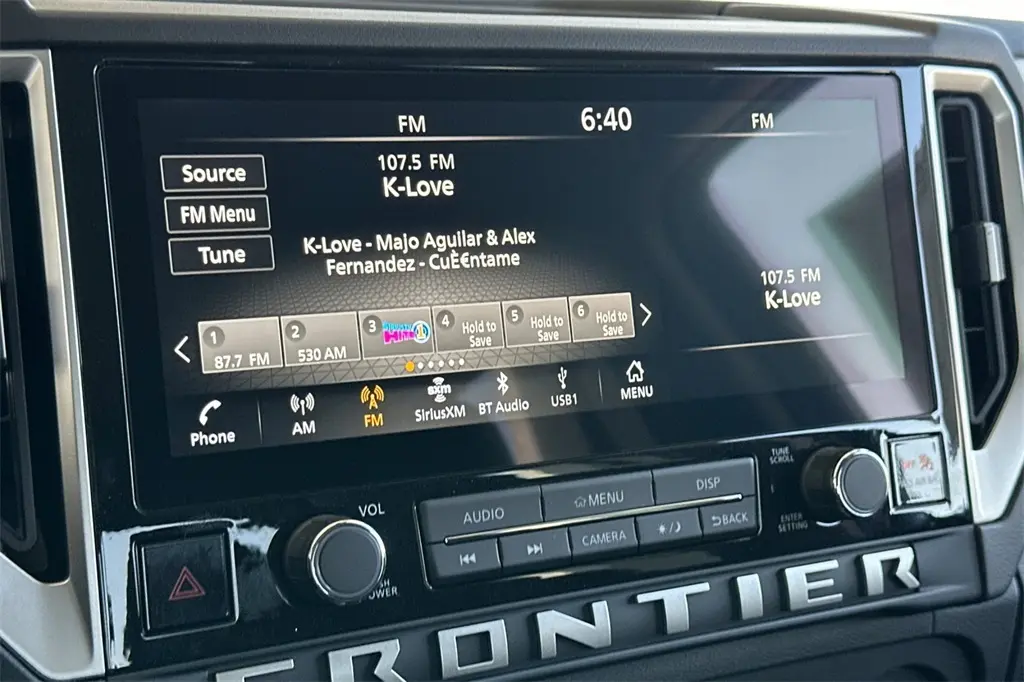 FM 6:40 FM
Source
FM Menu
Tune
107.5 FM
K-Love
K-Love - Majo Aguilar & Alex
Fernandez - CuÈ€ntame
107.5 FM
K-Love
1 87.7 FM
2 530 AM
3
4 Hold to Save
5 Hold to Save
6 Hold to Save
Phone
AM
FM
sxm
SiriusXM
BT Audio
USB1
MENU
VOL
AUDIO
MENU
DISP
CAMERA
BACK
TUNE
SCROLL
ENTER
SETTING
FRONTIER